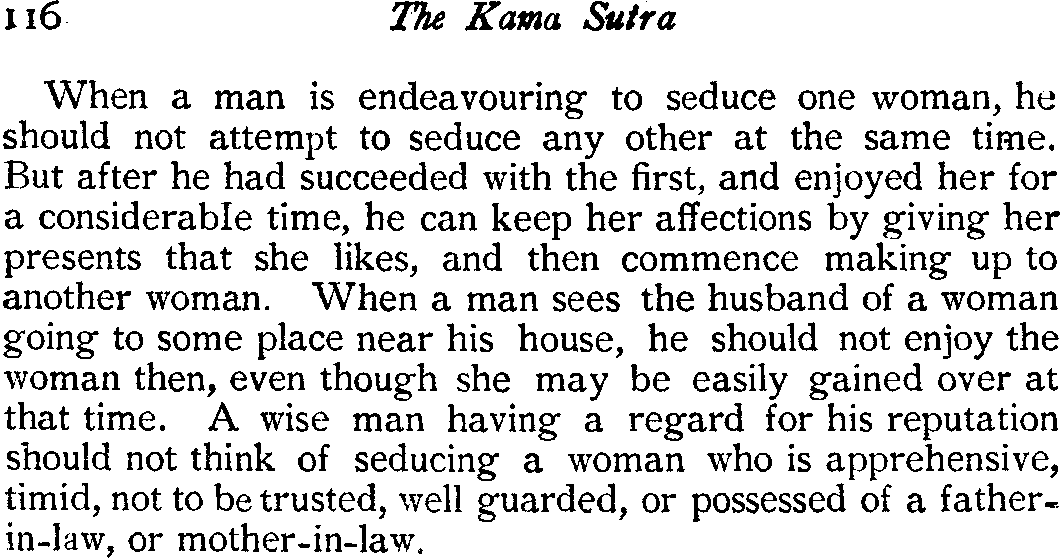 116 The Kama Sutra
When a man is endeavouring to seduce one woman, he
should not attempt to seduce any other at the same time.
But after he had succeeded with the first, and enjoyed her for
a considerable time, he can keep her affections by giving her
presents that she likes, and then commence making up to
another woman. When a man sees the husband of a woman
going to some place near his house, he should not enjoy the
woman then, even though she may be easily gained over at
that time. A wise man having a regard for his reputation
should not think of seducing a woman who is apprehensive,
timid, not to be trusted, well guarded, or possessed of a father-
in-law, or mother-in-law.